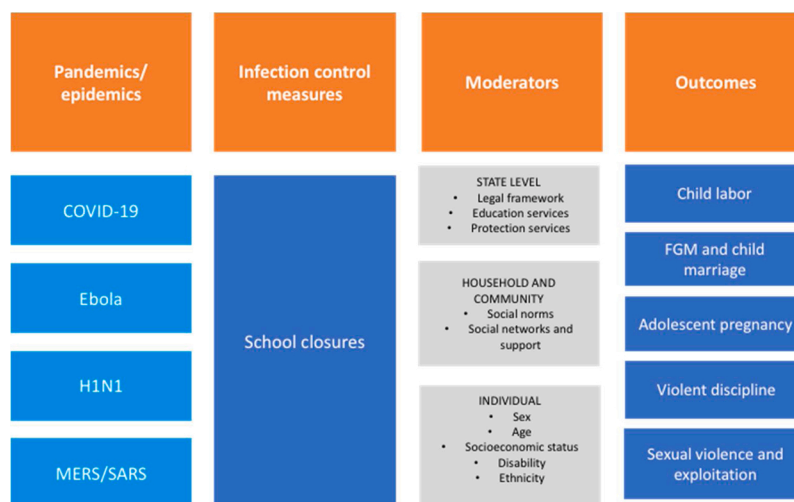 Pandemics/
epidemics
Infection control
measures
Moderators
Outcomes
COVID-19
Ebola
H1N1
MERS/SARS
School closures
STATE LEVEL
• Legal framework
• Education services
• Protection services
HOUSEHOLD AND
COMMUNITY
• Social norms
• Social networks and
support
INDIVIDUAL
• Sex
• Age
• Socioeconomic status
• Disability
• Ethnicity
Child labor
FGM and child
marriage
Adolescent pregnancy
Violent discipline
Sexual violence and
exploitation